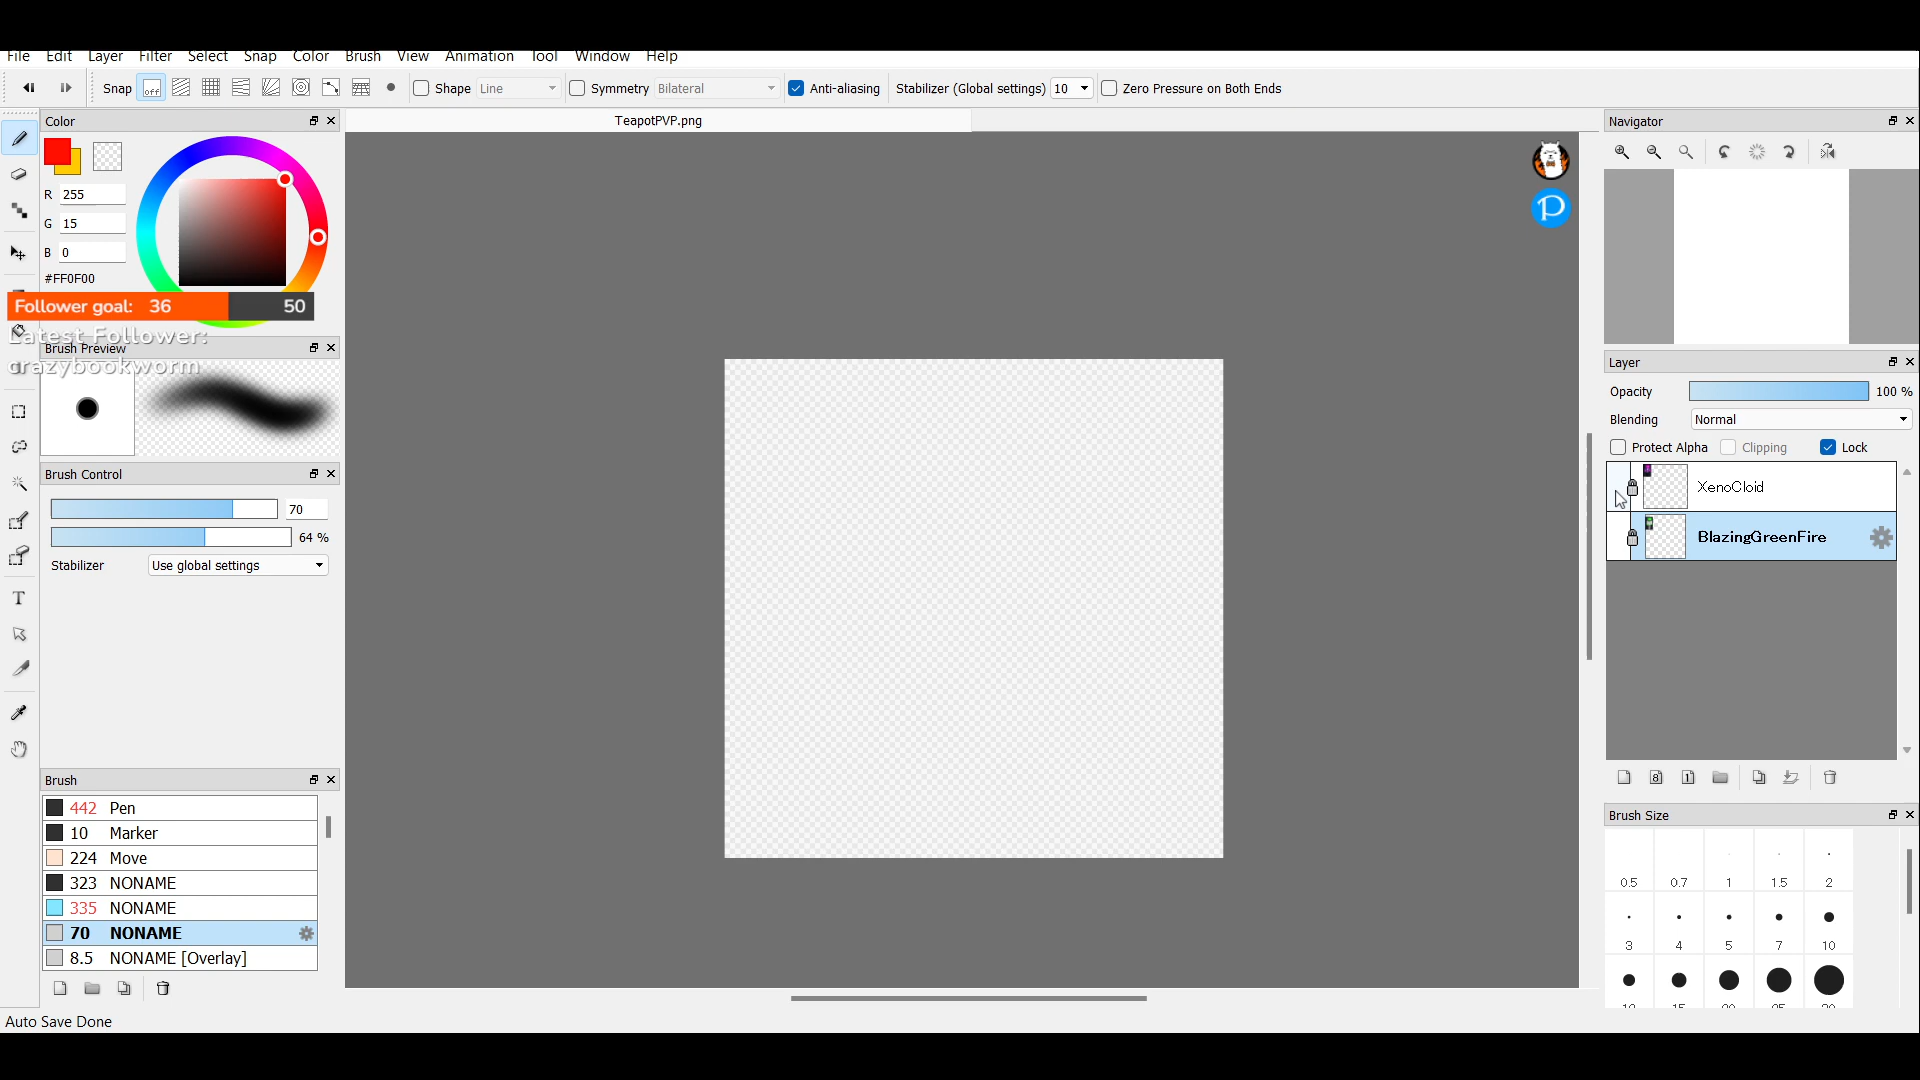 File Edit Layer Filter Select Snap Color Brush View Animation Tool Window Help
Snap off Shape Line Symmetry Bilateral Anti-aliasing Stabilizer (Global settings) 10 Zero Pressure on Both Ends
Color
TeapotPVP.png
Navigator
R 255
G 15
B 0
#FF0F00
Follower goal: 36 50
Latest Follower:
crazybookworm
Brush Preview
Layer
Opacity 100 %
Blending Normal
Protect Alpha Clipping Lock
XenoCloid
BlazingGreenFire
Brush Control
70
64 %
Stabilizer Use global settings
Brush
442 Pen
10 Marker
224 Move
323 NONAME
335 NONAME
70 NONAME
8.5 NONAME [Overlay]
8 1
Brush Size
0.5 0.7 1 1.5 2
3 4 5 7 10
Auto Save Done